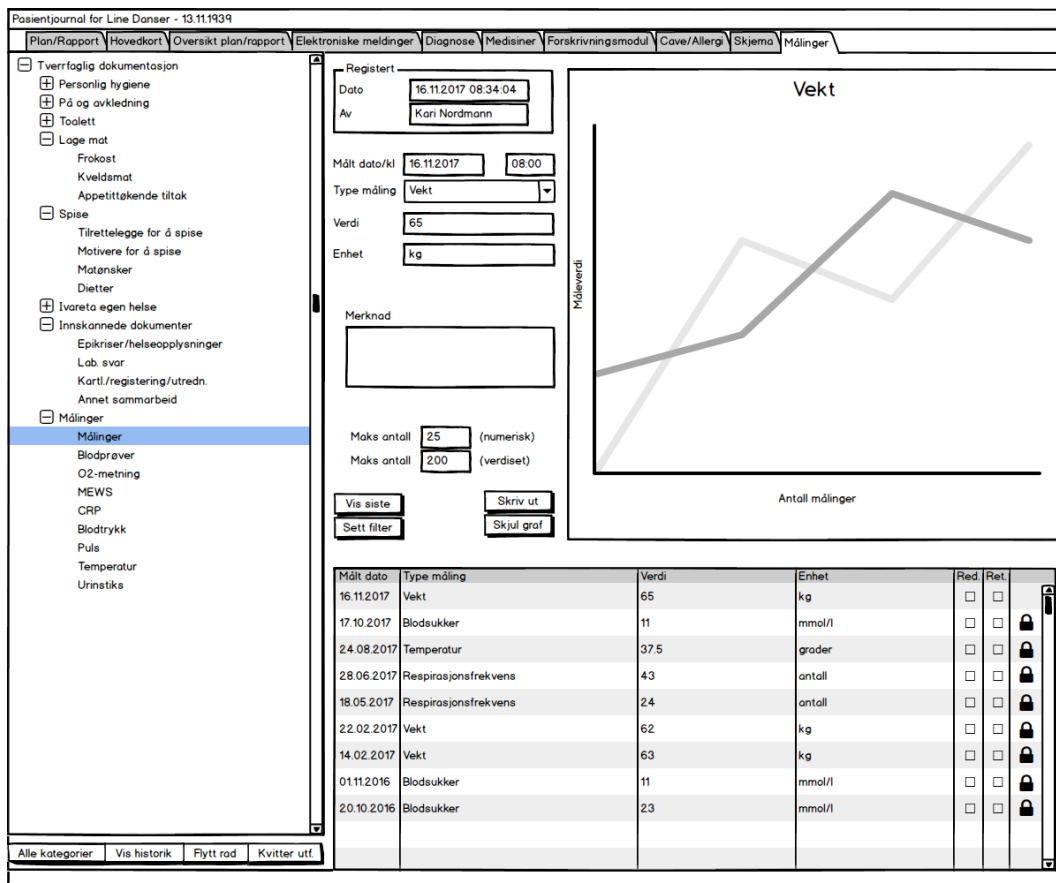 Pasientjournal for Line Danser - 13.11.1939
Plan/Rapport Hovedkort Oversikt plan/rapport Elektroniske meldinger Diagnose Medisiner Forskrivningsmodul Cave/Allergi Skjema Målinger
Tverrfaglig dokumentasjon
Personlig hygiene
På og avkledning
Toalett
Lage mat
Frokost
Kveldsmat
Appetittøkende tiltak
Spise
Tilrettelegge for å spise
Motivere for å spise
Matønsker
Dietter
Ivareta egen helse
Innskannede dokumenter
Epikriser/helseopplysninger
Lab. svar
Kartl./registering/utredn.
Annet sammarbeid
Målinger
Målinger
Blodprøver
O2-metning
MEWS
CRP
Blodtrykk
Puls
Temperatur
Urinstiks
Alle kategorier Vis historik Flytt rad Kvitter utf.
Registert
Dato 16.11.2017 08:34:04
Av Kari Nordmann
Målt dato/kl 16.11.2017 08:00
Type måling Vekt
Verdi 65
Enhet kg
Merknad
Maks antall 25 (numerisk)
Maks antall 200 (verdiset)
Vis siste Skriv ut
Sett filter Skjul graf
Vekt
Måleverdi
Antall målinger
Målt dato Type måling Verdi Enhet Red. Ret.
16.11.2017 Vekt 65 kg
17.10.2017 Blodsukker 11 mmol/l
24.08.2017 Temperatur 37.5 grader
28.06.2017 Respirasjonsfrekvens 43 antall
18.05.2017 Respirasjonsfrekvens 24 antall
22.02.2017 Vekt 62 kg
14.02.2017 Vekt 63 kg
01.11.2016 Blodsukker 11 mmol/l
20.10.2016 Blodsukker 23 mmol/l